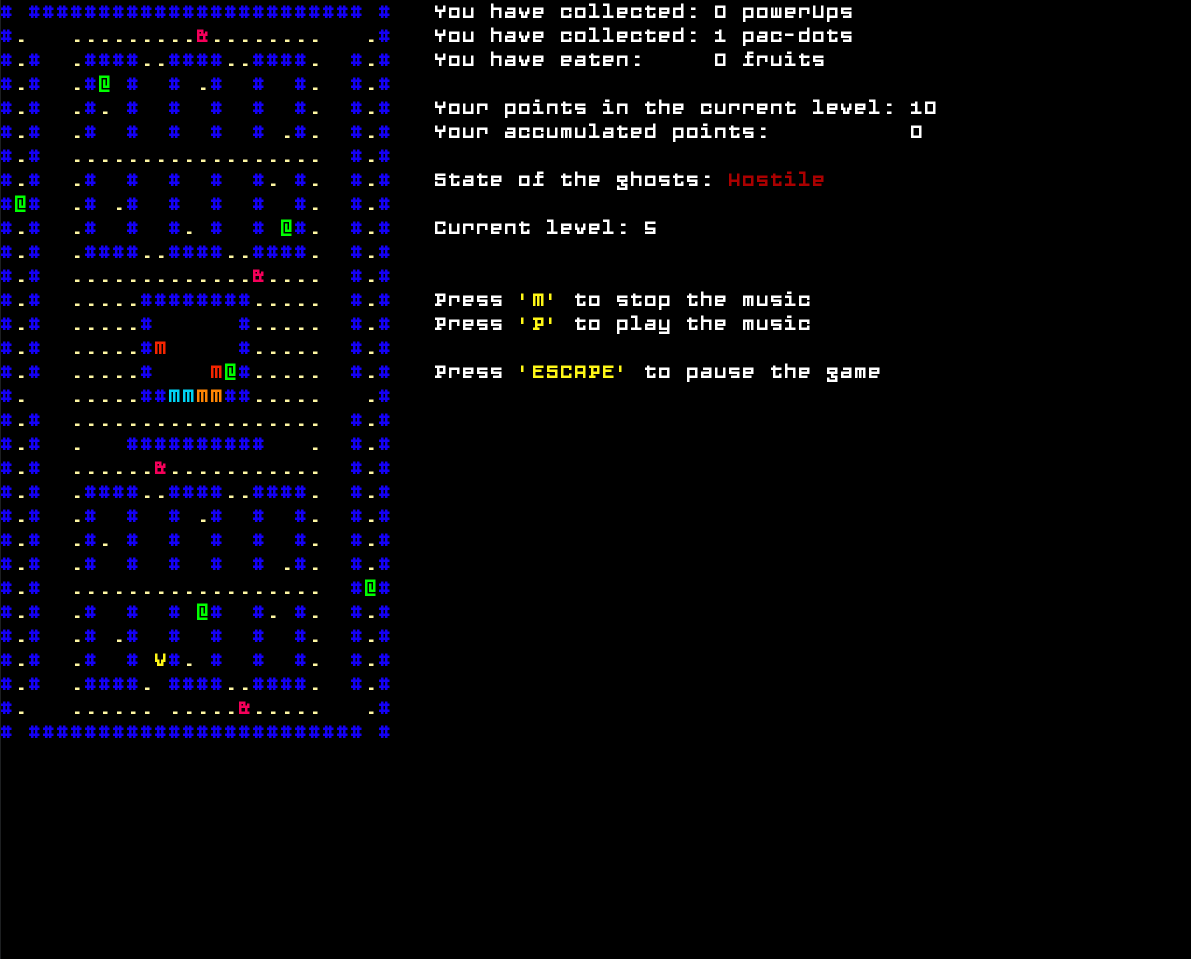 You have collected: 0 powerUps
You have collected: 1 pac-dots
You have eaten: 0 fruits
Your points in the current level: 10
Your accumulated points: 0
State of the ghosts: Hostile
Current level: 5
Press 'M' to stop the music
Press 'P' to play the music
Press 'ESCAPE' to pause the game